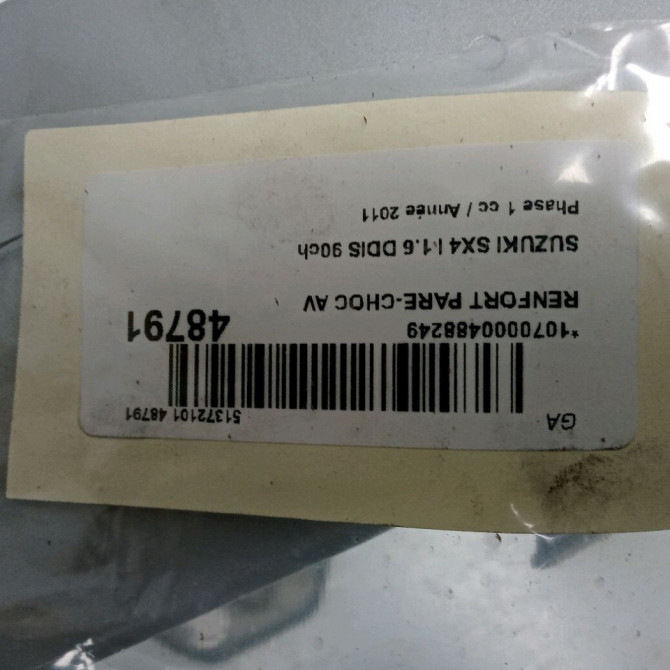 GA 51372101 48791
*1070000488249 48791
RENFORT PARE-CHOC AV
SUZUKI SX4 I 1.6 DDIS 90ch
Phase 1 cc / Année 2011